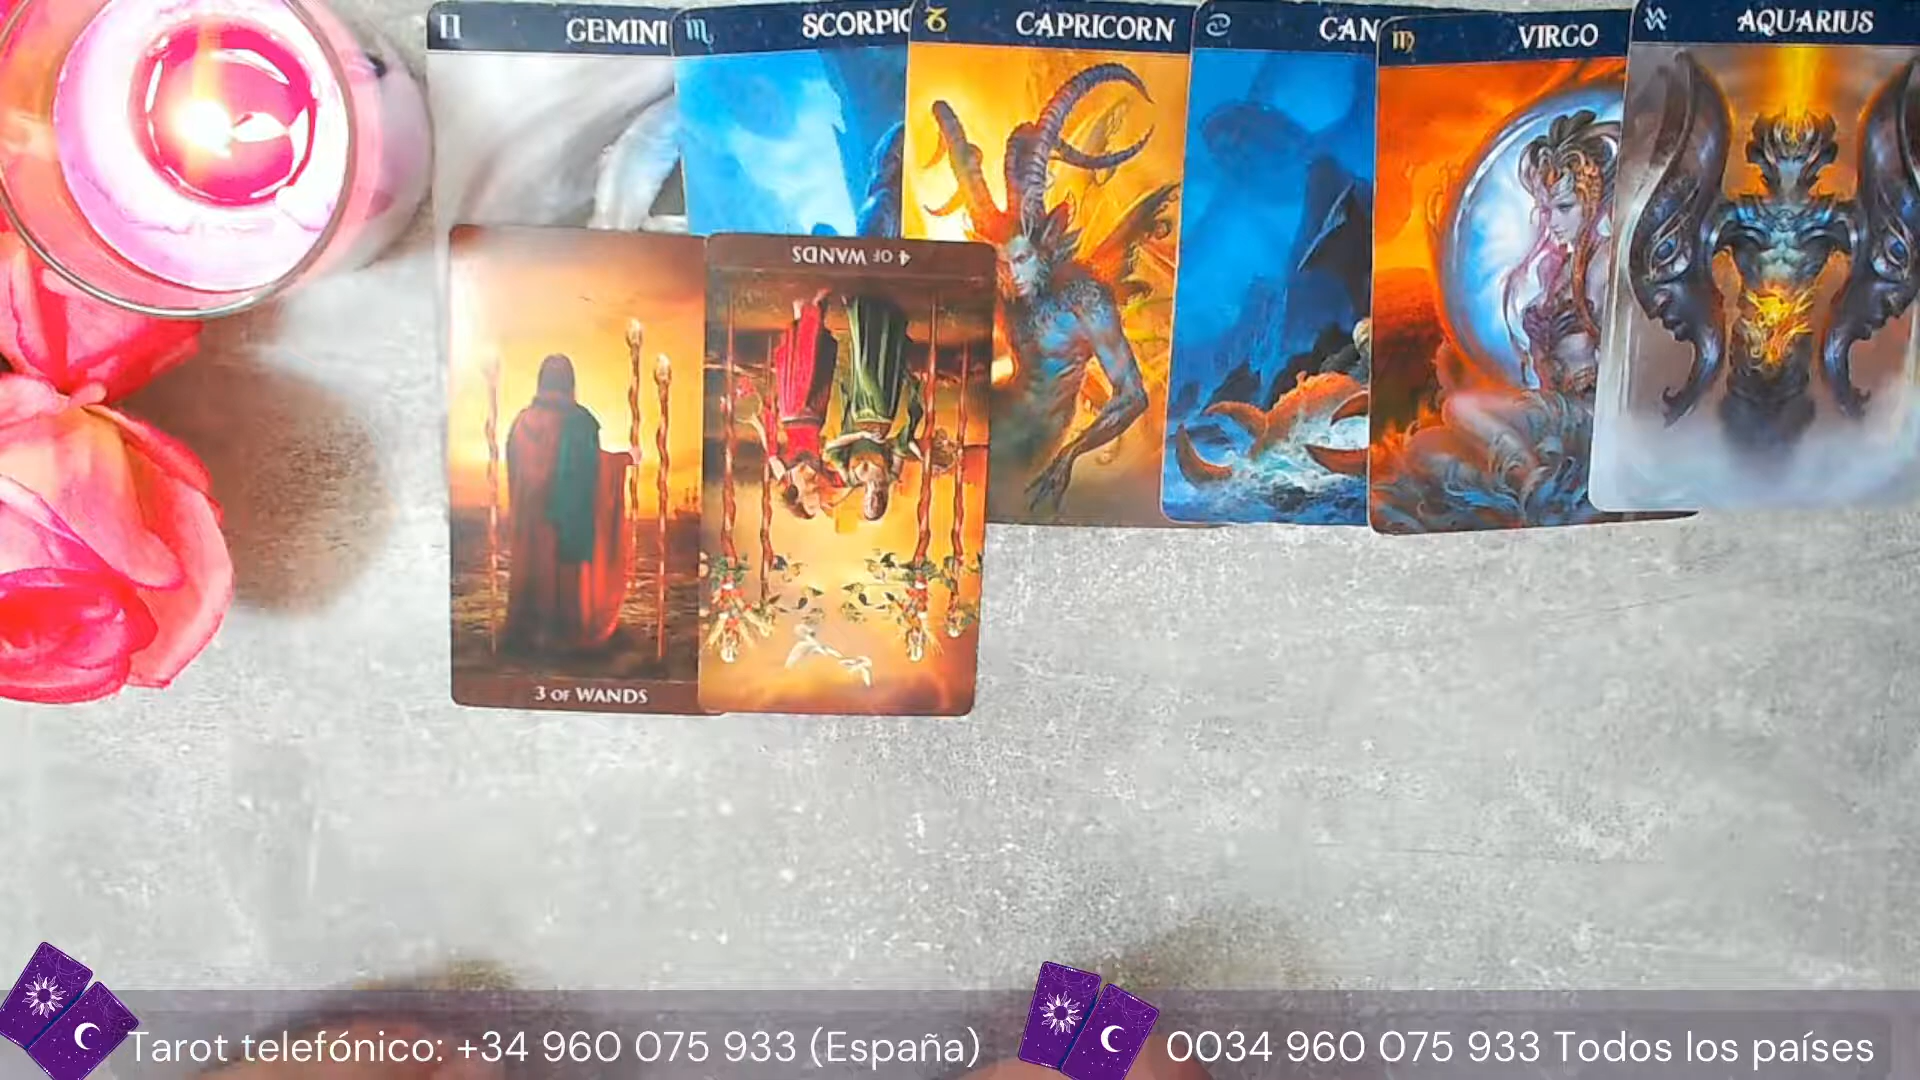 GEMINI
SCORPIO
CAPRICORN
CAN
VIRGO
AQUARIUS
4 OF WANDS
3 OF WANDS
Tarot telefónico: +34 960 075 933 (España)
0034 960 075 933 Todos los países